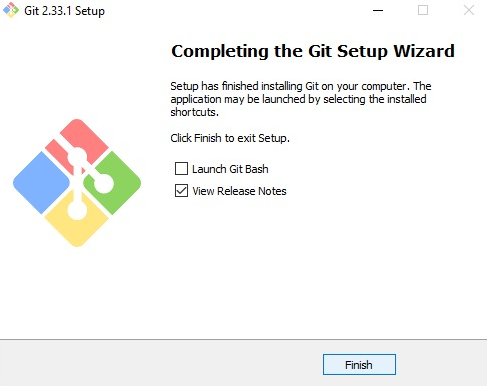 Git 2.33.1 Setup
Completing the Git Setup Wizard
Setup has finished installing Git on your computer. The
application may be launched by selecting the installed
shortcuts.
Click Finish to exit Setup.
Launch Git Bash
View Release Notes
Finish